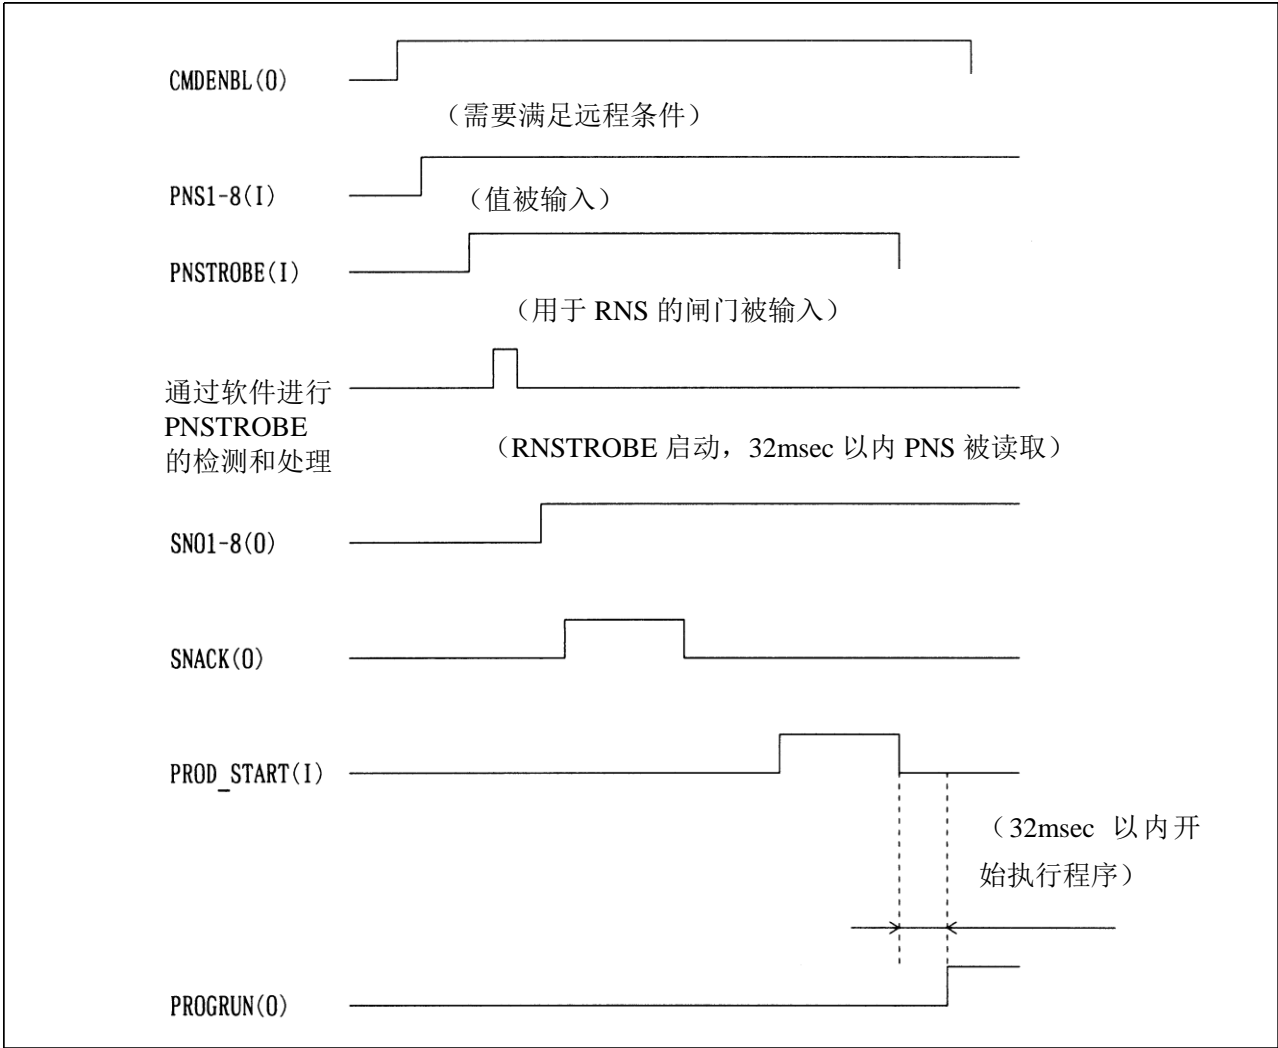 CMDENBL(O)
（需要满足远程条件）
PNS1-8(I)
（值被输入）
PNSTROBE(I)
（用于 RNS 的闸门被输入）
通过软件进行
PNSTROBE
的检测和处理
（RNSTROBE 启动，32msec 以内 PNS 被读取）
SNO1-8(O)
SNACK(O)
PROD_START(I)
（32msec 以内开
始执行程序）
PROGRUN(O)